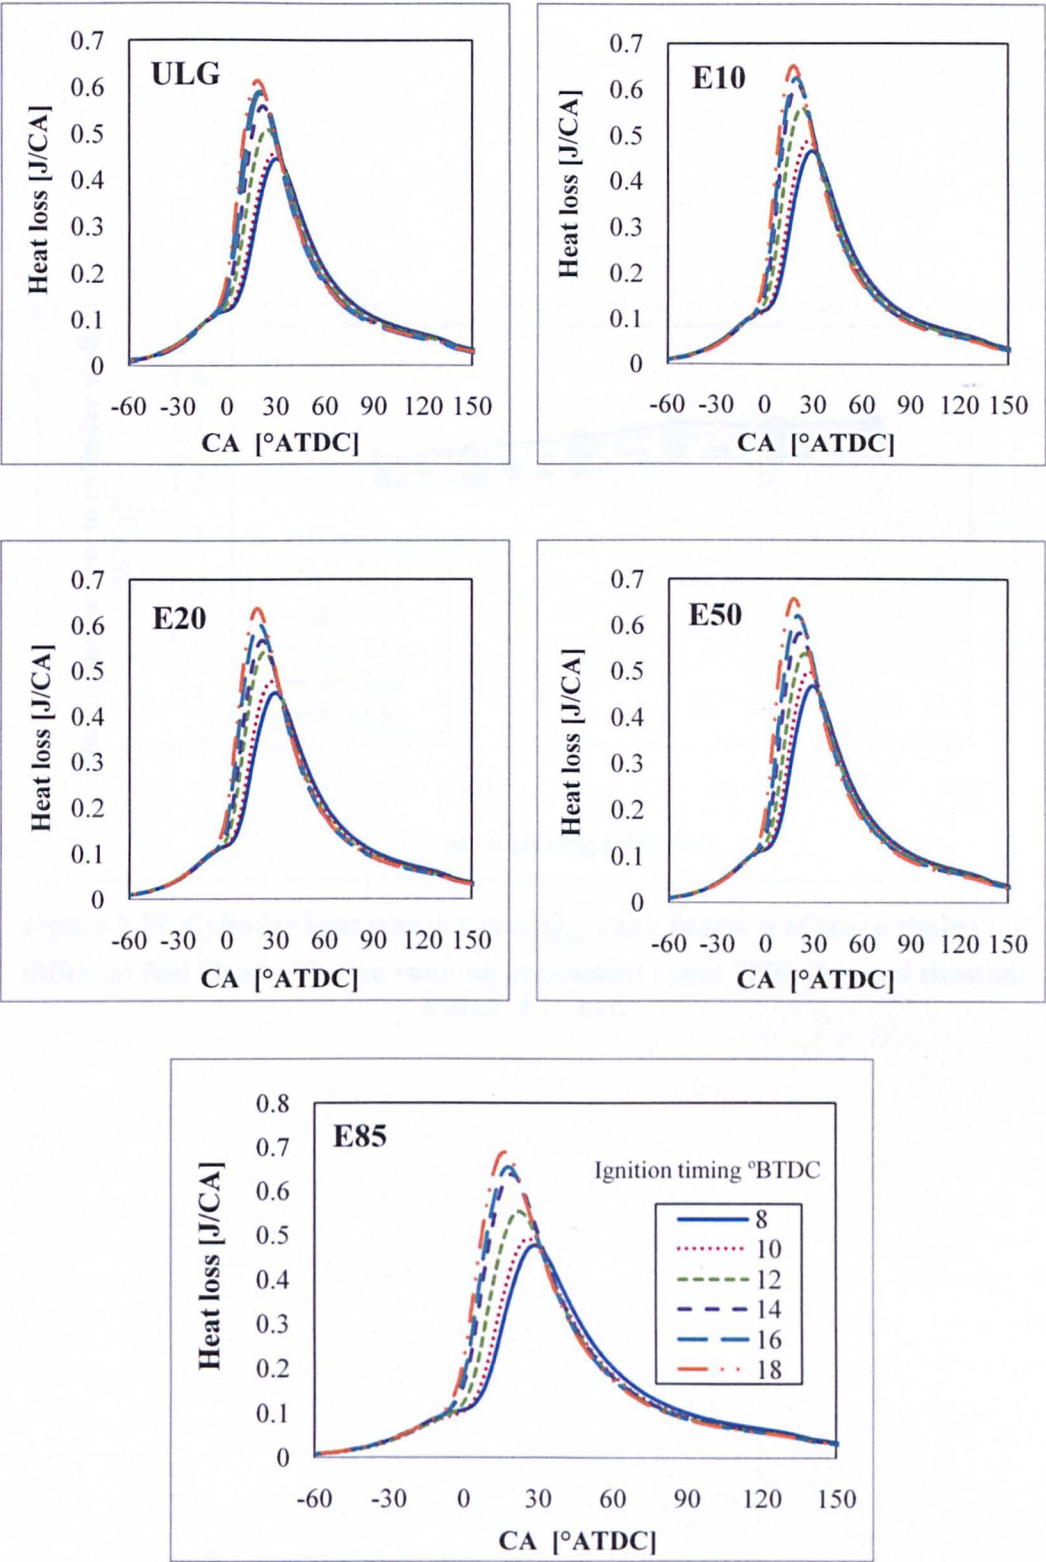 ULG
Heat loss [J/CA]
0.7
0.6
0.5
0.4
0.3
0.2
0.1
0
-60 -30 0 30 60 90 120 150
CA [°ATDC]
E10
Heat loss [J/CA]
0.7
0.6
0.5
0.4
0.3
0.2
0.1
0
-60 -30 0 30 60 90 120 150
CA [°ATDC]
E20
Heat loss [J/CA]
0.7
0.6
0.5
0.4
0.3
0.2
0.1
0
-60 -30 0 30 60 90 120 150
CA [°ATDC]
E50
Heat loss [J/CA]
0.7
0.6
0.5
0.4
0.3
0.2
0.1
0
-60 -30 0 30 60 90 120 150
CA [°ATDC]
E85
Heat loss [J/CA]
0.8
0.7
0.6
0.5
0.4
0.3
0.2
0.1
0
-60 -30 0 30 60 90 120 150
CA [°ATDC]
Ignition timing °BTDC
8
10
12
14
16
18